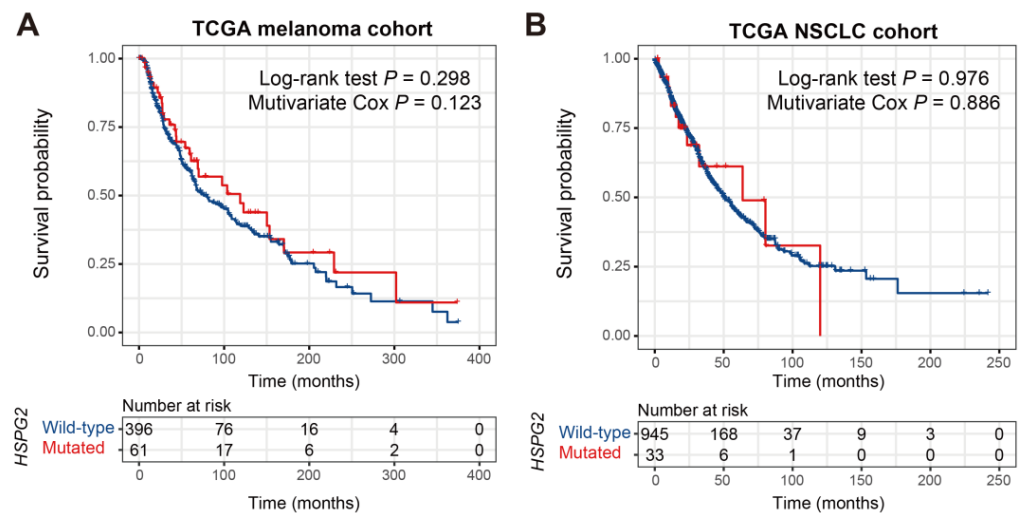 A
TCGA melanoma cohort
Log-rank test P = 0.298
Mutivariate Cox P = 0.123
Survival probability
1.00
0.75
0.50
0.25
0.00
0 100 200 300 400
Time (months)
Number at risk
HSPG2
Wild-type 396 76 16 4 0
Mutated 61 17 6 2 0
0 100 200 300 400
Time (months)
B
TCGA NSCLC cohort
Log-rank test P = 0.976
Mutivariate Cox P = 0.886
Survival probability
1.00
0.75
0.50
0.25
0.00
0 50 100 150 200 250
Time (months)
Number at risk
HSPG2
Wild-type 945 168 37 9 3 0
Mutated 33 6 1 0 0 0
0 50 100 150 200 250
Time (months)